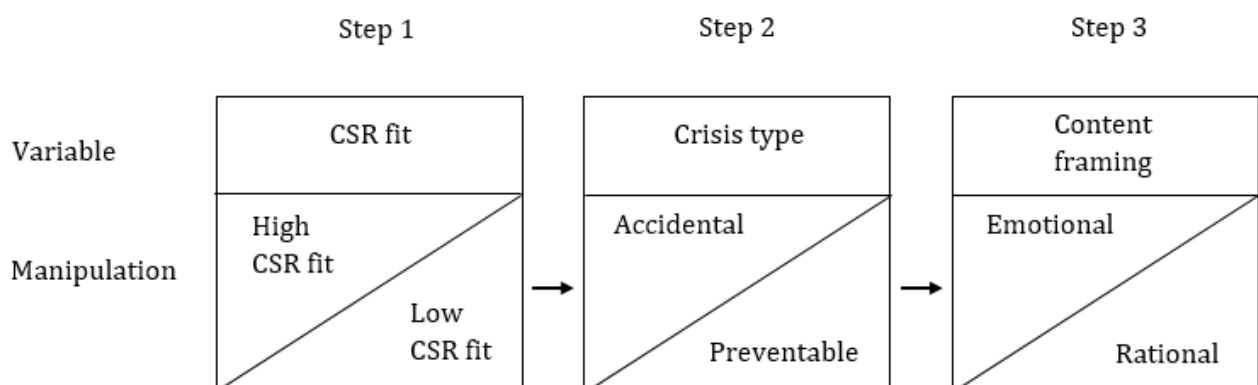 Step 1
Step 2
Step 3
Variable
CSR fit
Crisis type
Content
framing
Manipulation
High
CSR fit
Low
CSR fit
Accidental
Preventable
Emotional
Rational